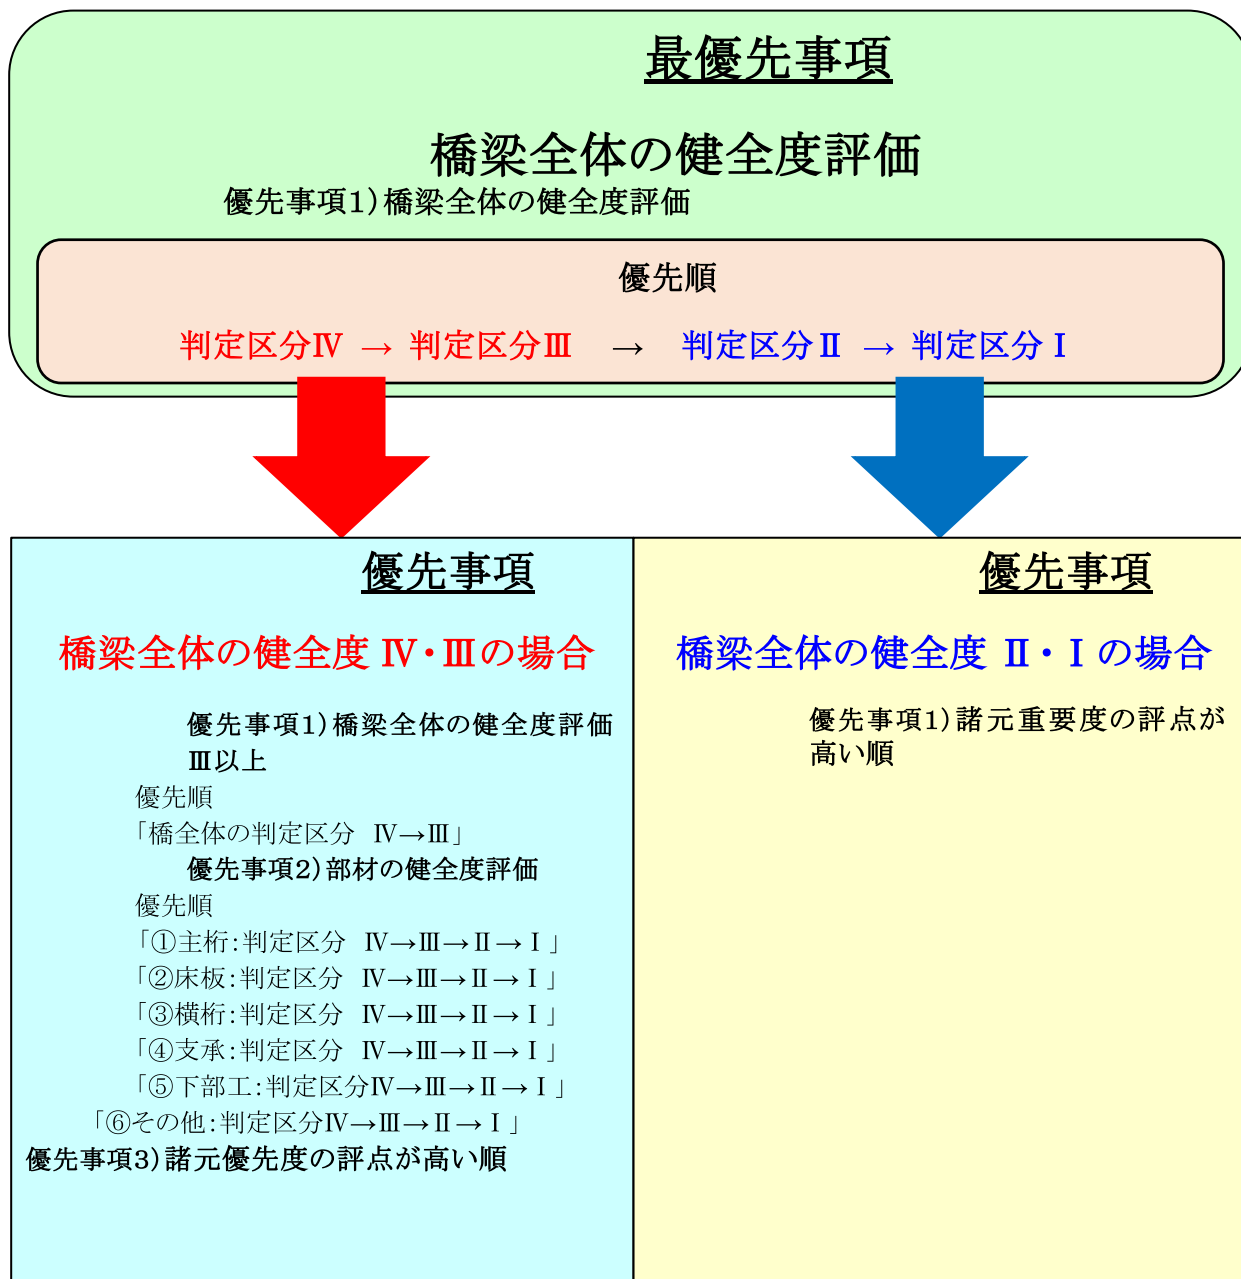 最優先事項
橋梁全体の健全度評価
優先事項1)橋梁全体の健全度評価
優先順
判定区分Ⅳ → 判定区分Ⅲ → 判定区分Ⅱ → 判定区分Ⅰ
優先事項
橋梁全体の健全度 Ⅳ・Ⅲの場合
優先事項1)橋梁全体の健全度評価
Ⅲ以上
優先順
「橋全体の判定区分 Ⅳ→Ⅲ」
優先事項2)部材の健全度評価
優先順
「①主桁:判定区分 Ⅳ→Ⅲ→Ⅱ→Ⅰ」
「②床板:判定区分 Ⅳ→Ⅲ→Ⅱ→Ⅰ」
「③横桁:判定区分 Ⅳ→Ⅲ→Ⅱ→Ⅰ」
「④支承:判定区分 Ⅳ→Ⅲ→Ⅱ→Ⅰ」
「⑤下部工:判定区分Ⅳ→Ⅲ→Ⅱ→Ⅰ」
「⑥その他:判定区分Ⅳ→Ⅲ→Ⅱ→Ⅰ」
優先事項3)諸元優先度の評点が高い順
優先事項
橋梁全体の健全度 Ⅱ・Ⅰの場合
優先事項1)諸元重要度の評点が
高い順